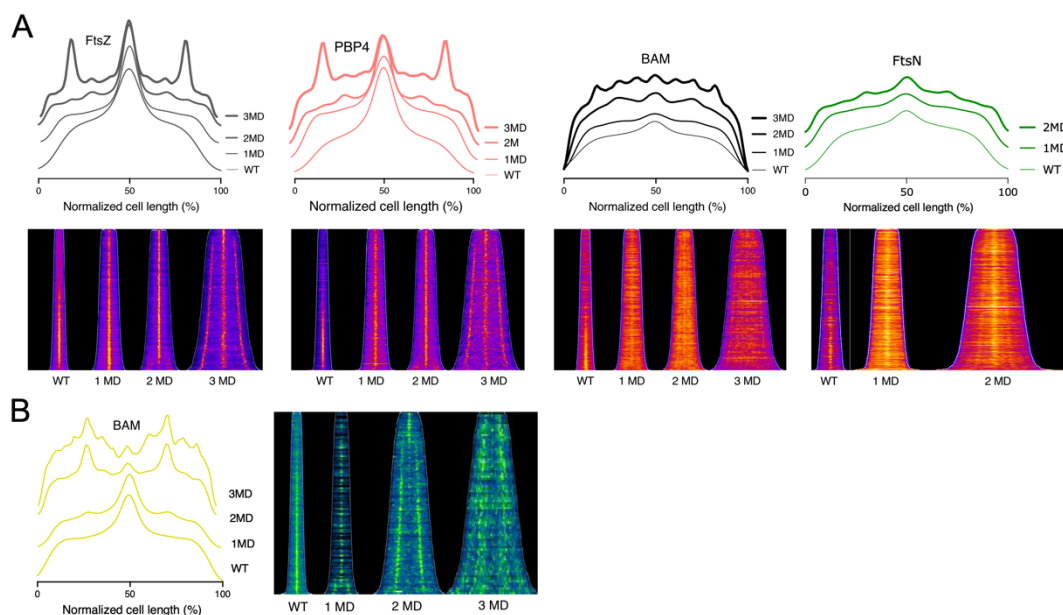 A
FtsZ
3MD
2MD
1MD
WT
0 50 100
Normalized cell length (%)
PBP4
3MD
2M
1MD
WT
0 50 100
Normalized cell length (%)
BAM
3MD
2MD
1MD
WT
0 50 100
Normalized cell length (%)
FtsN
2MD
1MD
WT
0 50 100
Normalized cell length (%)
WT 1 MD 2 MD 3 MD
WT 1 MD 2 MD 3 MD
WT 1 MD 2 MD 3 MD
WT 1 MD 2 MD
B
BAM
3MD
2MD
1MD
WT
0 50 100
Normalized cell length (%)
WT 1 MD 2 MD 3 MD